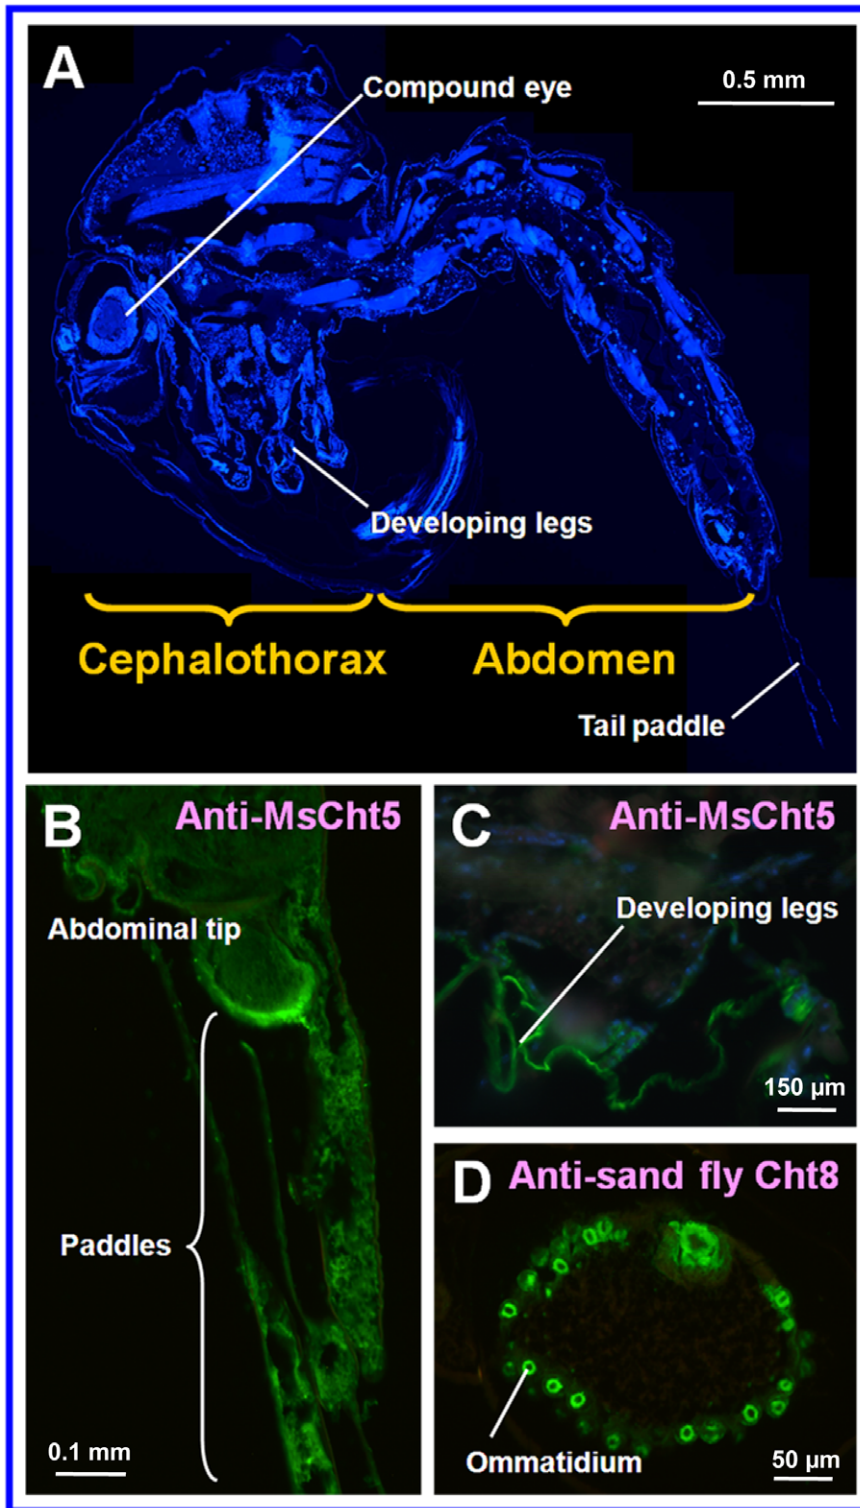 A
Compound eye
0.5 mm
Developing legs
Cephalothorax
Abdomen
Tail paddle
B
Anti-MsCht5
Abdominal tip
Paddles
0.1 mm
C
Anti-MsCht5
Developing legs
150 µm
D
Anti-sand fly Cht8
Ommatidium
50 µm